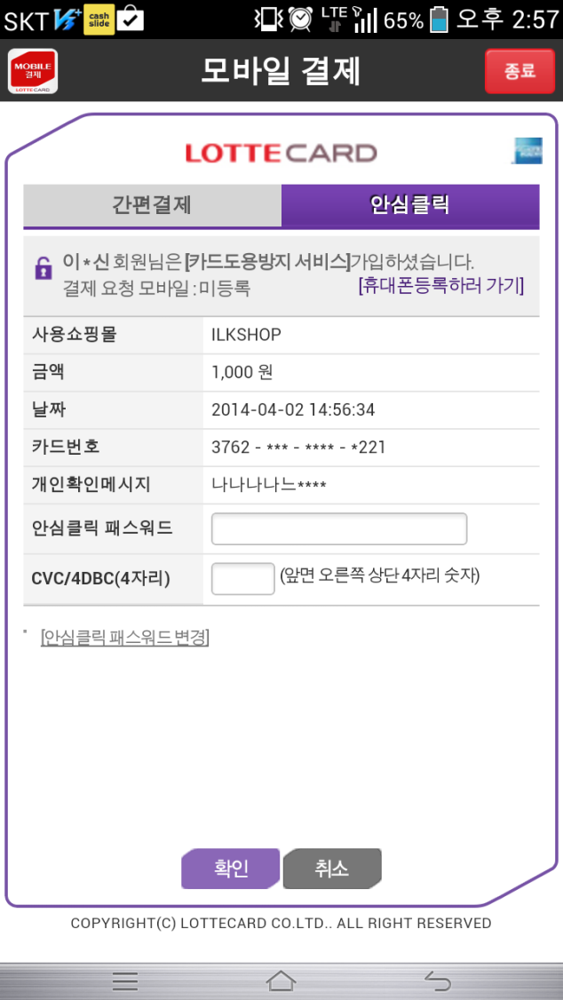 SKT V3+ cash slide LTE 65% 오후 2:57
MOBILE 결제 LOTTECARD 모바일 결제 종료
LOTTECARD
간편결제 안심클릭
이*신 회원님은 [카드도용방지 서비스]가입하셨습니다.
결제 요청 모바일 : 미등록 [휴대폰등록하러 가기]
사용쇼핑몰 ILKSHOP
금액 1,000 원
날짜 2014-04-02 14:56:34
카드번호 3762 - *** - **** - *221
개인확인메시지 나나나나느****
안심클릭 패스워드
CVC/4DBC(4자리) (앞면 오른쪽 상단 4자리 숫자)
[안심클릭 패스워드 변경]
확인 취소
COPYRIGHT(C) LOTTECARD CO.LTD.. ALL RIGHT RESERVED